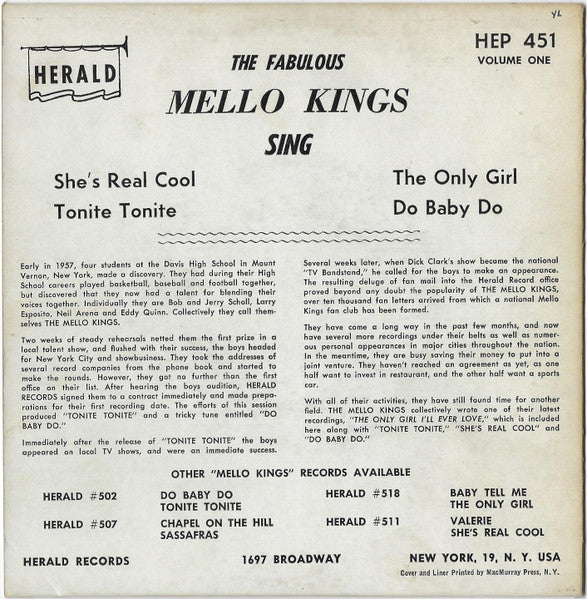 YL
HERALD
HEP 451
VOLUME ONE
THE FABULOUS
MELLO KINGS
SING
She's Real Cool
Tonite Tonite
The Only Girl
Do Baby Do
Early in 1957, four students at the Davis High School in Mount
Vernon, New York, made a discovery. They had during their High
School careers played basketball, baseball and football together,
but discovered that they now had a talent for blending their
voices together. Individually they are Bob and Jerry Scholl, Larry
Esposito, Neil Arena and Eddy Quinn. Collectively they call them-
selves THE MELLO KINGS.
Two weeks of steady rehearsals netted them the first prize in a
local talent show, and flushed with their success, the boys headed
for New York City and showbusiness. They took the addresses of
several record companies from the phone book and started to
make the rounds. However, they got no further than the first
office on their list. After hearing the boys audition, HERALD
RECORDS signed them to a contract immediately and made prepa-
rations for their first recording date. The efforts of this session
produced "TONITE TONITE" and a tricky tune entitled "DO
BABY DO."
Immediately after the release of "TONITE TONITE" the boys
appeared on local TV shows, and were an immediate success.
Several weeks later, when Dick Clark's show became the national
"TV Bandstand," he called for the boys to make an appearance.
The resulting deluge of fan mail into the Herald Record office
proved beyond any doubt the popularity of THE MELLO KINGS,
over ten thousand fan letters arrived from which a national Mello
Kings fan club has been formed.
They have come a long way in the past few months, and now
have several more recordings under their belts as well as numer-
ous personal appearances in major cities throughout the nation.
In the meantime, they are busy saving their money to put into a
joint venture. They haven't reached an agreement as yet, as one
half want to invest in restaurant, and the other half want a sports
car.
With all of their activities, they have still found time for another
field. THE MELLO KINGS collectively wrote one of their latest
recordings, "THE ONLY GIRL I'LL EVER LOVE," which is included
here along with "TONITE TONITE," "SHE'S REAL COOL" and
"DO BABY DO."
OTHER "MELLO KINGS" RECORDS AVAILABLE
HERALD #502 DO BABY DO
TONITE TONITE
HERALD #507 CHAPEL ON THE HILL
SASSAFRAS
HERALD #518 BABY TELL ME
THE ONLY GIRL
HERALD #511 VALERIE
SHE'S REAL COOL
HERALD RECORDS 1697 BROADWAY NEW YORK, 19, N. Y. USA
Cover and Liner Printed by MacMurray Press, N.Y.